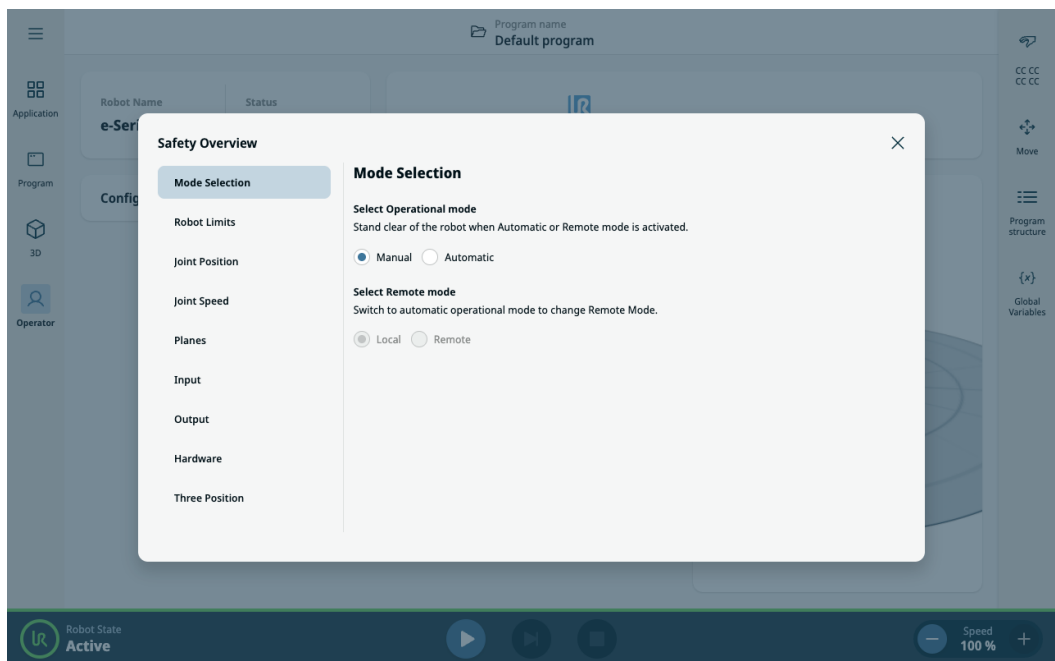 Program name
Default program
Application
Program
3D
Operator
Robot Name
Status
e-Seri
Config
Safety Overview
Mode Selection
Robot Limits
Joint Position
Joint Speed
Planes
Input
Output
Hardware
Three Position
Mode Selection
Select Operational mode
Stand clear of the robot when Automatic or Remote mode is activated.
Manual Automatic
Select Remote mode
Switch to automatic operational mode to change Remote Mode.
Local Remote
CC CC
CC CC
Move
Program
structure
{x}
Global
Variables
Robot State
Active
Speed
100 %